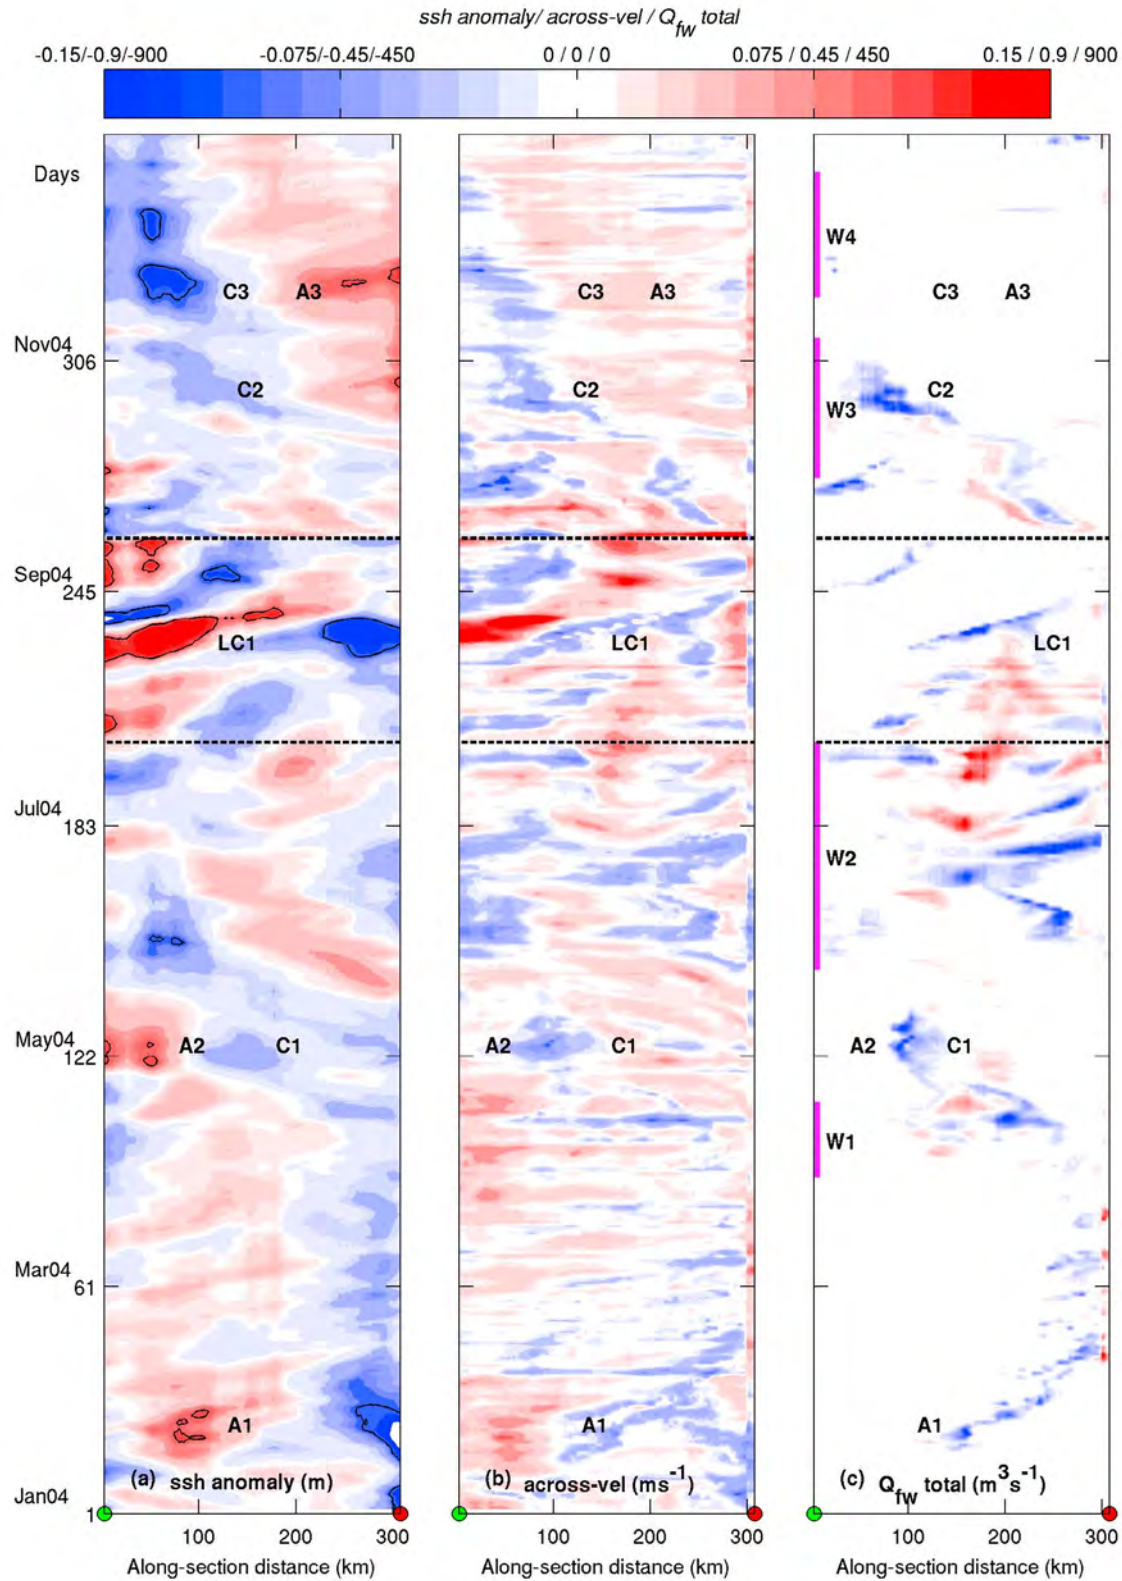 ssh anomaly/ across-vel / Q_fw total
-0.15/-0.9/-900 -0.075/-0.45/-450 0 / 0 / 0 0.075 / 0.45 / 450 0.15 / 0.9 / 900
Days
W4
C3 A3 C3 A3 C3 A3
Nov04
306
C2 C2 C2
W3
Sep04
245
LC1 LC1 LC1
Jul04
183
W2
May04
122
A2 C1 A2 C1 A2 C1
W1
Mar04
61
A1 A1 A1
(a) ssh anomaly (m) (b) across-vel (ms⁻¹) (c) Q_fw total (m³s⁻¹)
Jan04
1
100 200 300 100 200 300 100 200 300
Along-section distance (km) Along-section distance (km) Along-section distance (km)